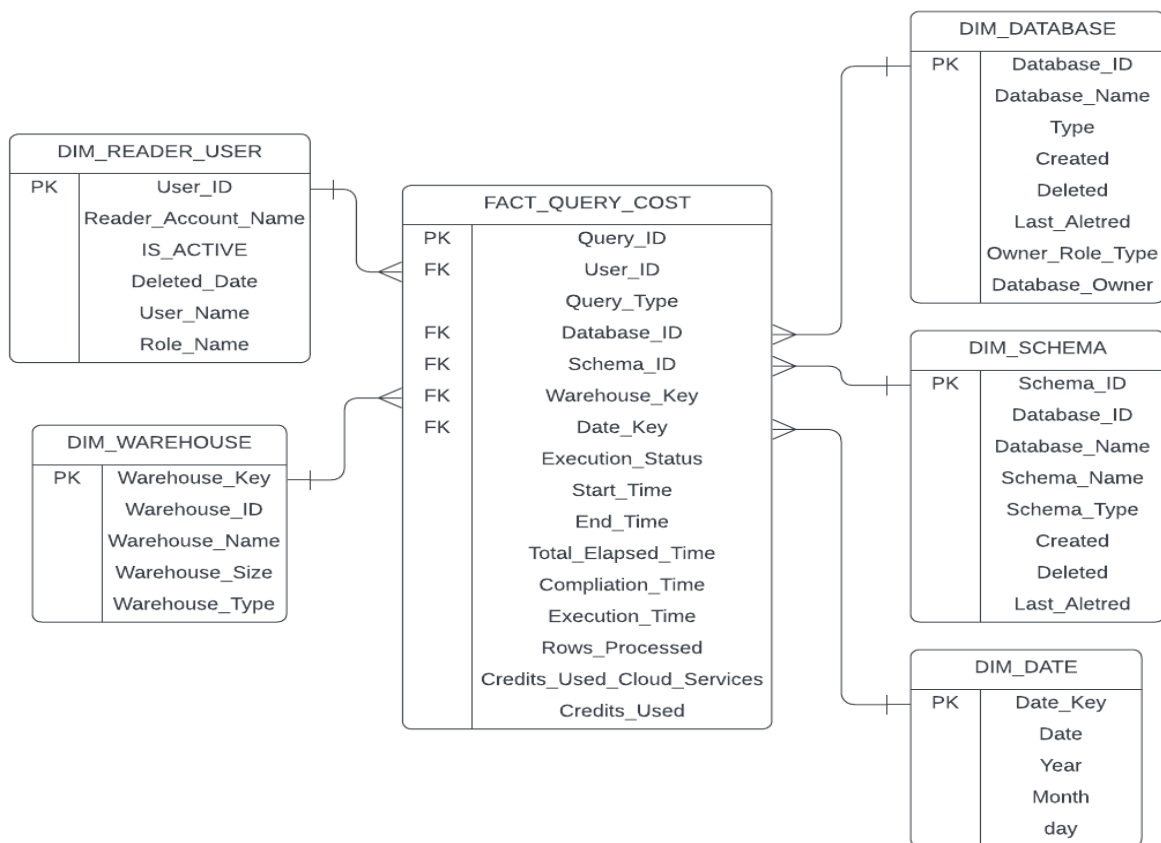 DIM_READER_USER
PK User_ID
Reader_Account_Name
IS_ACTIVE
Deleted_Date
User_Name
Role_Name
DIM_WAREHOUSE
PK Warehouse_Key
Warehouse_ID
Warehouse_Name
Warehouse_Size
Warehouse_Type
FACT_QUERY_COST
PK Query_ID
FK User_ID
Query_Type
FK Database_ID
FK Schema_ID
FK Warehouse_Key
FK Date_Key
Execution_Status
Start_Time
End_Time
Total_Elapsed_Time
Compliation_Time
Execution_Time
Rows_Processed
Credits_Used_Cloud_Services
Credits_Used
DIM_DATABASE
PK Database_ID
Database_Name
Type
Created
Deleted
Last_Aletred
Owner_Role_Type
Database_Owner
DIM_SCHEMA
PK Schema_ID
Database_ID
Database_Name
Schema_Name
Schema_Type
Created
Deleted
Last_Aletred
DIM_DATE
PK Date_Key
Date
Year
Month
day